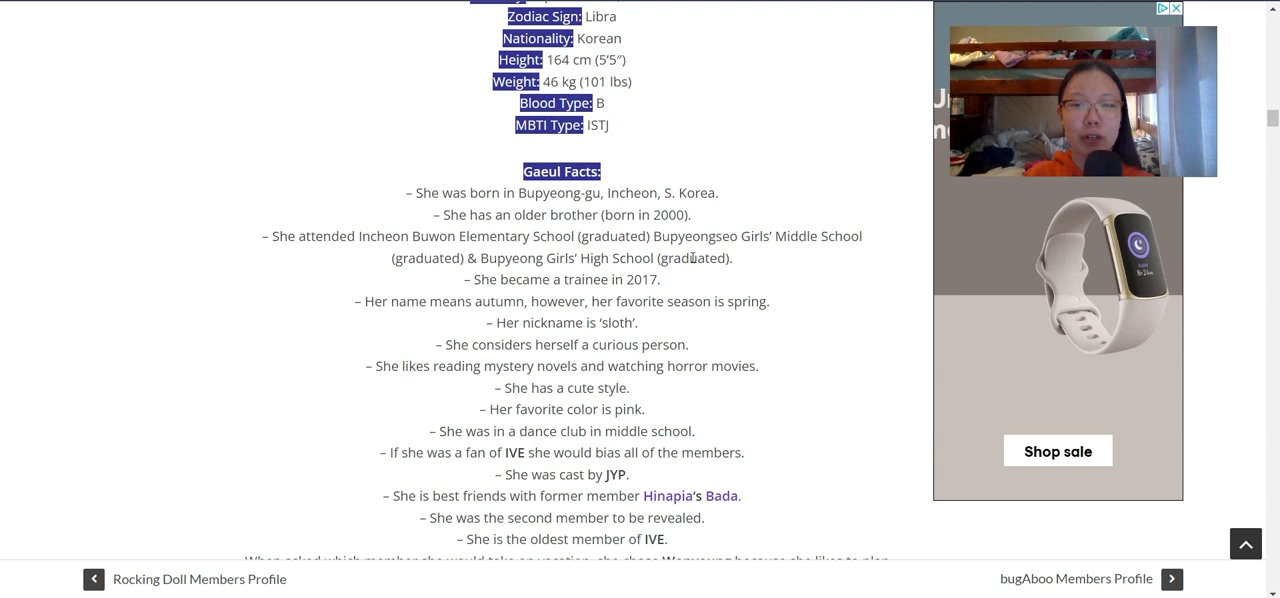 Zodiac Sign: Libra
Nationality: Korean
Height: 164 cm (5'5″)
Weight: 46 kg (101 lbs)
Blood Type: B
MBTI Type: ISTJ
Gaeul Facts:
– She was born in Bupyeong-gu, Incheon, S. Korea.
– She has an older brother (born in 2000).
– She attended Incheon Buwon Elementary School (graduated) Bupyeongseo Girls’ Middle School
(graduated) & Bupyeong Girls’ High School (graduated).
– She became a trainee in 2017.
– Her name means autumn, however, her favorite season is spring.
– Her nickname is ‘sloth’.
– She considers herself a curious person.
– She likes reading mystery novels and watching horror movies.
– She has a cute style.
– Her favorite color is pink.
– She was in a dance club in middle school.
– If she was a fan of IVE she would bias all of the members.
– She was cast by JYP.
– She is best friends with former member Hinapia‘s Bada.
– She was the second member to be revealed.
– She is the oldest member of IVE.
Shop sale
Rocking Doll Members Profile
bugAboo Members Profile